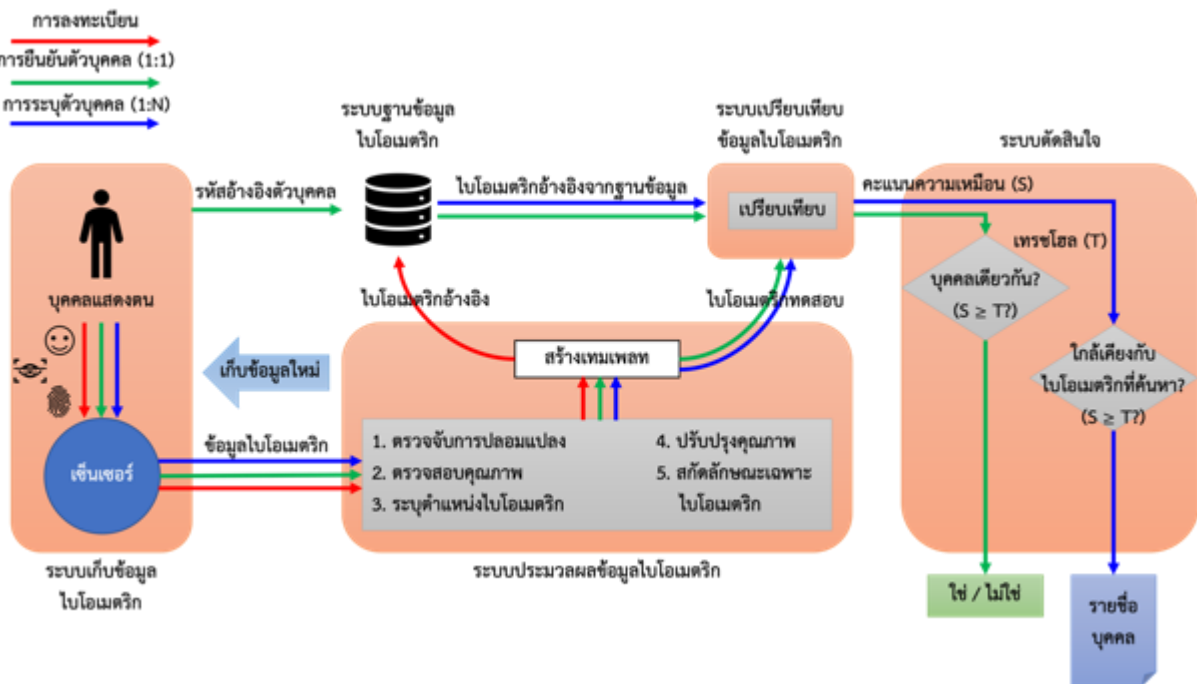 การลงทะเบียน
การยืนยันตัวบุคคล (1:1)
การระบุตัวบุคคล (1:N)
ระบบฐานข้อมูล
ไบโอเมตริก
ระบบเปรียบเทียบ
ข้อมูลไบโอเมตริก
ระบบตัดสินใจ
รหัสอ้างอิงตัวบุคคล
ไบโอเมตริกอ้างอิงจากฐานข้อมูล
เปรียบเทียบ
คะแนนความเหมือน (S)
เทรชโฮล (T)
บุคคลเดียวกัน?
(S ≥ T?)
บุคคลแสดงตน
ไบโอเมตริกอ้างอิง
ไบโอเมตริกทดสอบ
สร้างเทมเพลท
ใกล้เคียงกับ
ไบโอเมตริกที่ค้นหา?
(S ≥ T?)
เก็บข้อมูลใหม่
ข้อมูลไบโอเมตริก
เซ็นเซอร์
1. ตรวจจับการปลอมแปลง
2. ตรวจสอบคุณภาพ
3. ระบุตำแหน่งไบโอเมตริก
4. ปรับปรุงคุณภาพ
5. สกัดลักษณะเฉพาะ
ไบโอเมตริก
ระบบเก็บข้อมูล
ไบโอเมตริก
ระบบประมวลผลข้อมูลไบโอเมตริก
ใช่ / ไม่ใช่
รายชื่อ
บุคคล